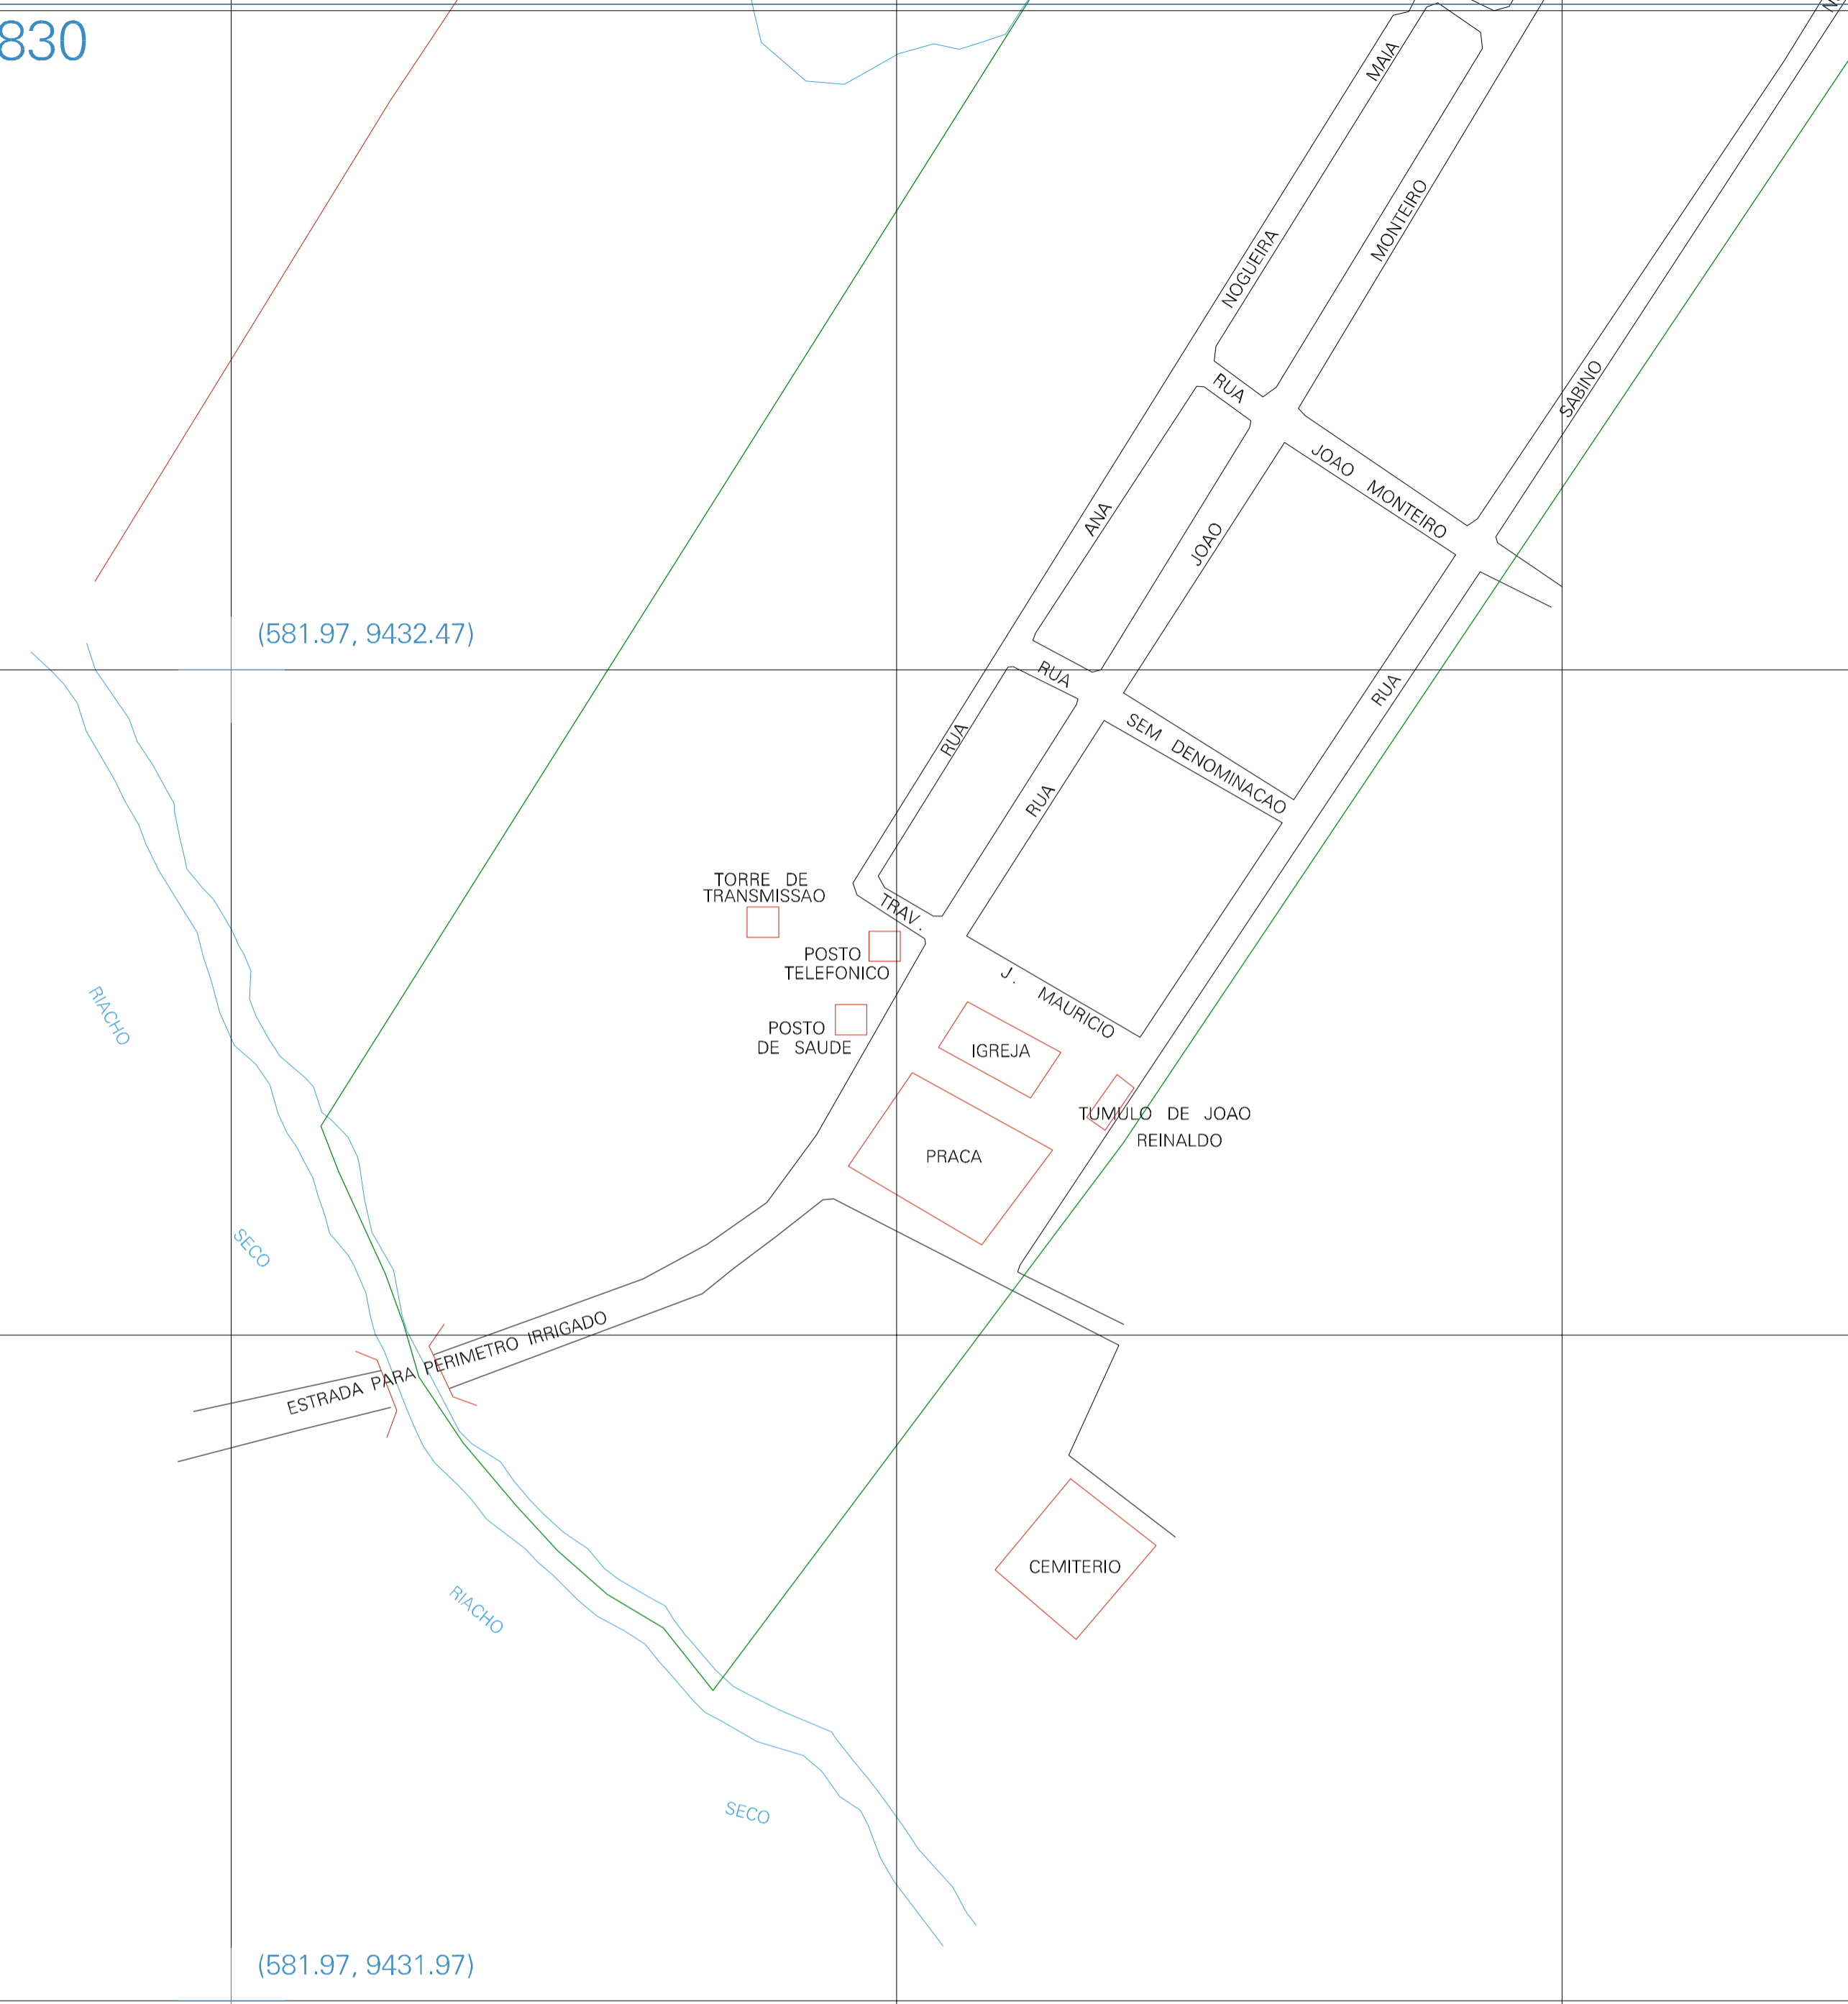 830
MAIA
MONTEIRO
NOGUEIRA
SABINO
RUA
JOAO MONTEIRO
ANA
JOAO
(581.97, 9432.47)
RUA
RUA
RUA
SEM DENOMINACAO
RUA
TORRE DE
TRANSMISSAO
TRAV.
POSTO
TELEFONICO
J. MAURICIO
RIACHO
POSTO
DE SAUDE
IGREJA
TUMULO DE JOAO
REINALDO
PRACA
SECO
ESTRADA PARA PERIMETRO IRRIGADO
CEMITERIO
RIACHO
SECO
(581.97, 9431.97)